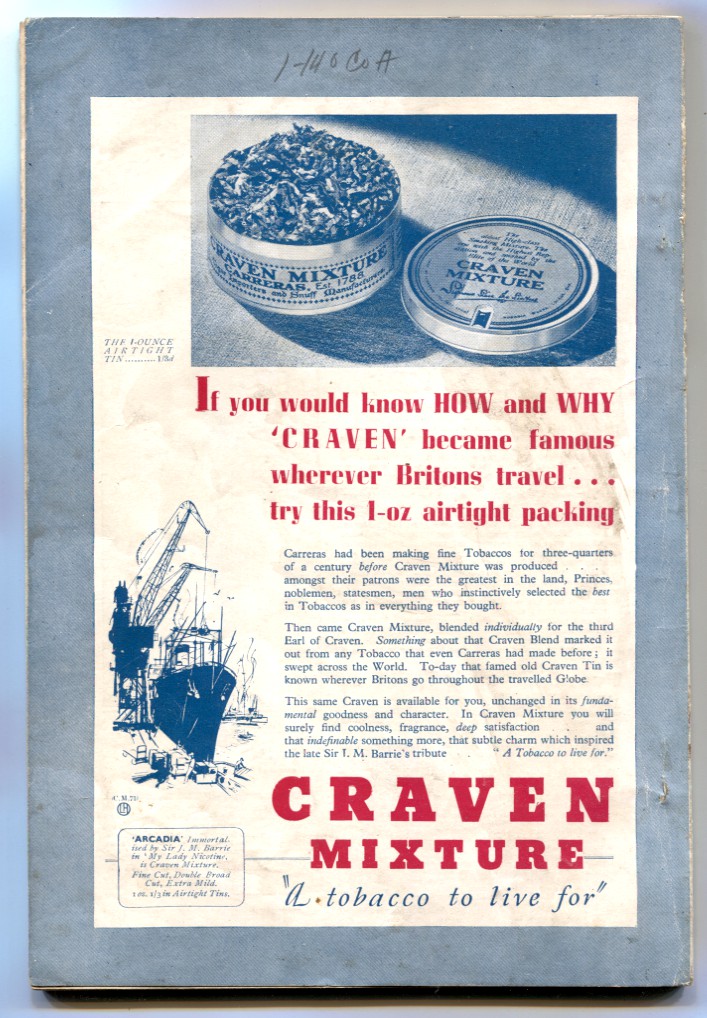 1-140 Co A
CRAVEN MIXTURE
CARRERAS. Est. 1788
Importers and Snuff Manufacturers
CRAVEN
MIXTURE
THE 1-OUNCE
AIRTIGHT
TIN
If you would know HOW and WHY
‘CRAVEN’ became famous
wherever Britons travel...
try this 1-oz airtight packing
Carreras had been making fine Tobaccos for three-quarters
of a century before Craven Mixture was produced . . .
amongst their patrons were the greatest in the land, Princes,
noblemen, statesmen, men who instinctively selected the best
in Tobaccos as in everything they bought.
Then came Craven Mixture, blended individually for the third
Earl of Craven. Something about that Craven Blend marked it
out from any Tobacco that even Carreras had made before; it
swept across the World. To-day that famed old Craven Tin is
known wherever Britons go throughout the travelled Globe
This same Craven is available for you, unchanged in its funda-
mental goodness and character. In Craven Mixture you will
surely find coolness, fragrance, deep satisfaction . . and
that indefinable something more, that subtle charm which inspired
the late Sir J. M. Barrie's tribute . . “A Tobacco to live for.”
CRAVEN
MIXTURE
"A tobacco to live for"
‘ARCADIA’ Immortal-
ised by Sir J. M. Barrie
in ‘My Lady Nicotine,
is Craven Mixture.
Fine Cut, Double Broad
Cut, Extra Mild.
1 oz. 1/3 in Airtight Tins.